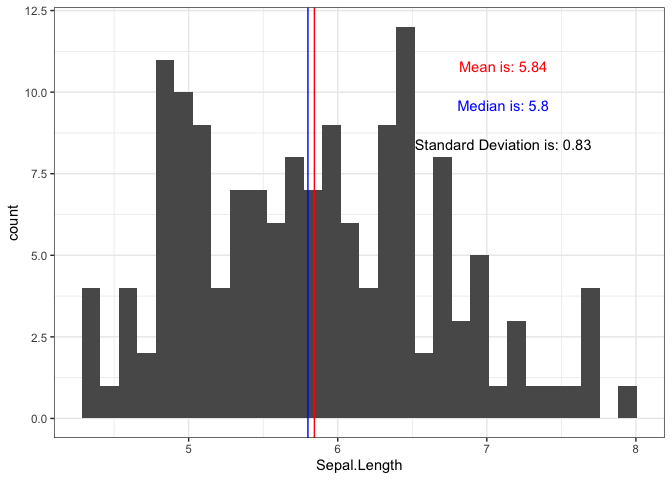 12.5
10.0
7.5
5.0
2.5
0.0
count
Mean is: 5.84
Median is: 5.8
Standard Deviation is: 0.83
5 6 7 8
Sepal.Length